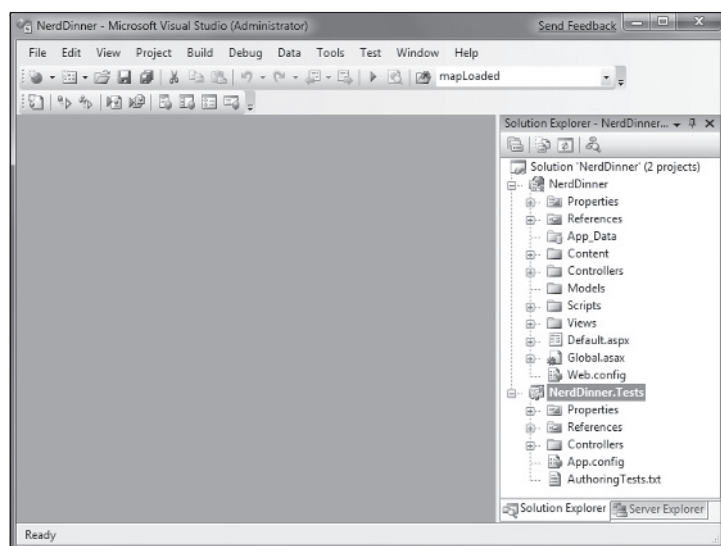 NerdDinner - Microsoft Visual Studio (Administrator)
Send Feedback
File Edit View Project Build Debug Data Tools Test Window Help
mapLoaded
Solution Explorer - NerdDinner...
Solution 'NerdDinner' (2 projects)
NerdDinner
Properties
References
App_Data
Content
Controllers
Models
Scripts
Views
Default.aspx
Global.asax
Web.config
NerdDinner.Tests
Properties
References
Controllers
App.config
AuthoringTests.txt
Solution Explorer Server Explorer
Ready